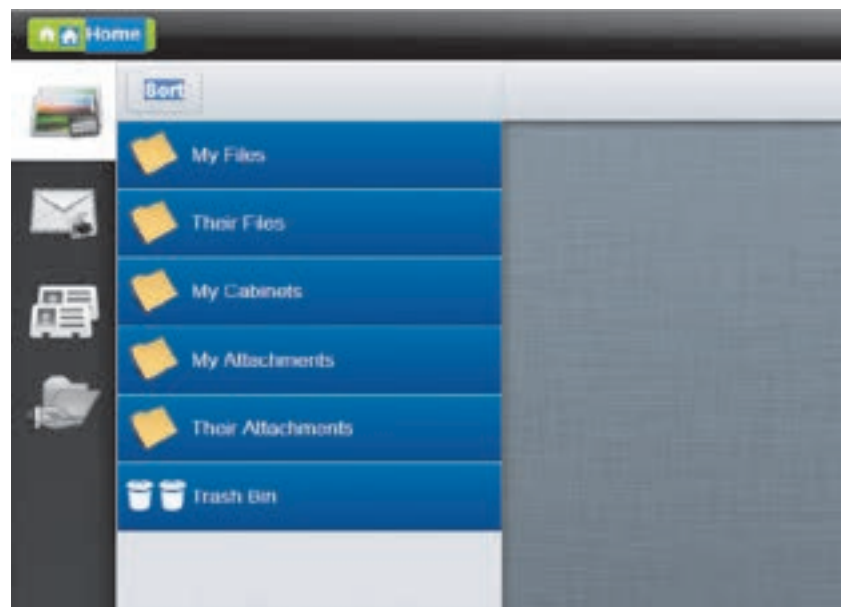 Home
Sort
My Files
Their Files
My Cabinets
My Attachments
Their Attachments
Trash Bin